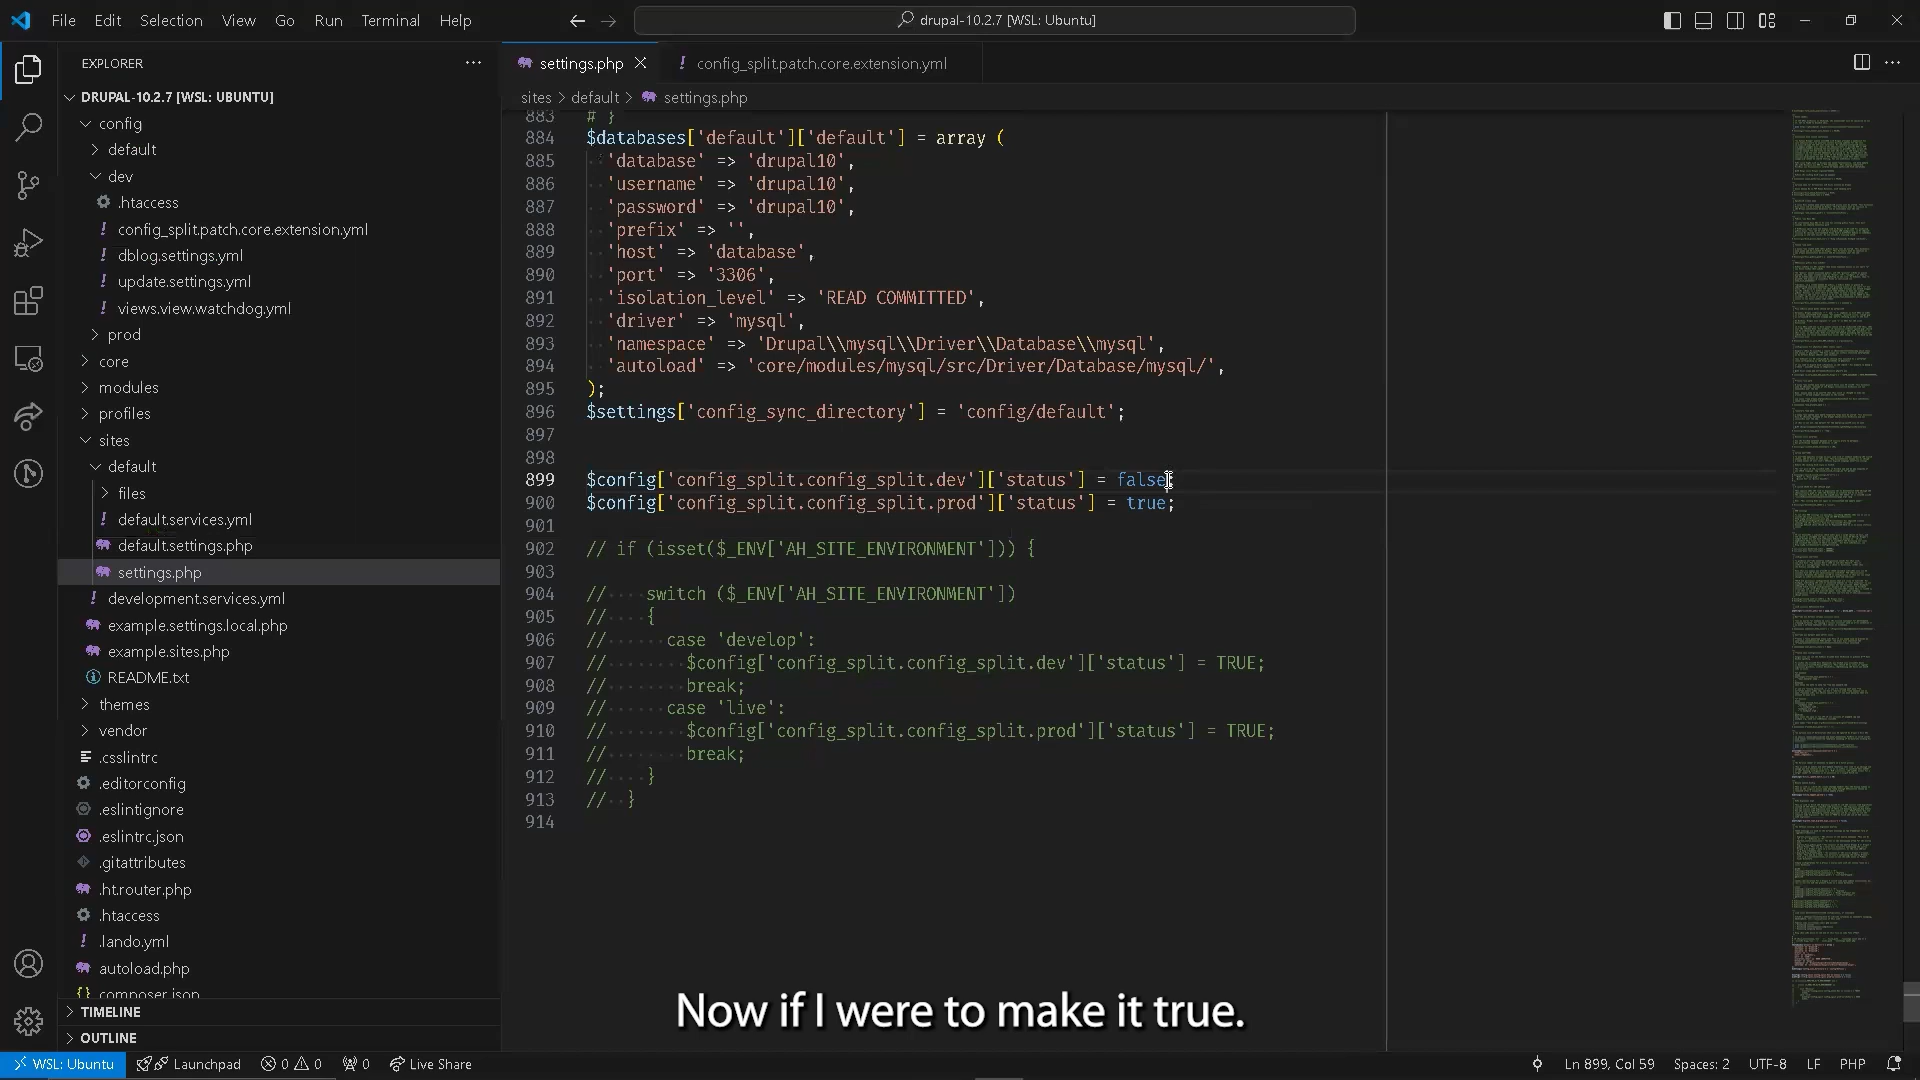 File Edit Selection View Go Run Terminal Help
drupal-10.2.7 [WSL: Ubuntu]
EXPLORER
DRUPAL-10.2.7 [WSL: UBUNTU]
config
default
dev
.htaccess
config_split.patch.core.extension.yml
dblog.settings.yml
update.settings.yml
views.view.watchdog.yml
prod
core
modules
profiles
sites
default
files
default.services.yml
default.settings.php
settings.php
development.services.yml
example.settings.local.php
example.sites.php
README.txt
themes
vendor
.csslintrc
.editorconfig
.eslintignore
.eslintrc.json
.gitattributes
.ht.router.php
.htaccess
.lando.yml
autoload.php
composer.json
TIMELINE
OUTLINE
settings.php
config_split.patch.core.extension.yml
sites > default > settings.php
883 # }
884 $databases['default']['default'] = array (
885 'database' => 'drupal10',
886 'username' => 'drupal10',
887 'password' => 'drupal10',
888 'prefix' => '',
889 'host' => 'database',
890 'port' => '3306',
891 'isolation_level' => 'READ COMMITTED',
892 'driver' => 'mysql',
893 'namespace' => 'Drupal\\mysql\\Driver\\Database\\mysql',
894 'autoload' => 'core/modules/mysql/src/Driver/Database/mysql/',
895 );
896 $settings['config_sync_directory'] = 'config/default';
897
898
899 $config['config_split.config_split.dev']['status'] = false;
900 $config['config_split.config_split.prod']['status'] = true;
901
902 // if (isset($_ENV['AH_SITE_ENVIRONMENT'])) {
903
904 // switch ($_ENV['AH_SITE_ENVIRONMENT'])
905 // {
906 // case 'develop':
907 // $config['config_split.config_split.dev']['status'] = TRUE;
908 // break;
909 // case 'live':
910 // $config['config_split.config_split.prod']['status'] = TRUE;
911 // break;
912 // }
913 // }
914
Now if I were to make it true.
WSL: Ubuntu Launchpad 0 0 0 Live Share Ln 899, Col 59 Spaces: 2 UTF-8 LF PHP